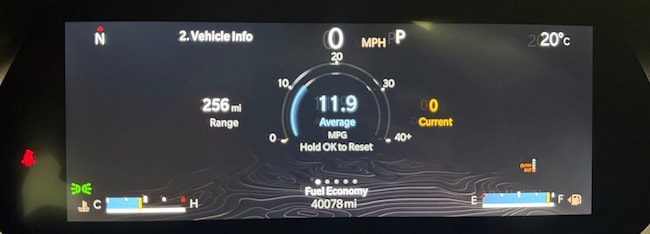 N
2. Vehicle Info
0 MPH P
20°C
20
10
30
256 mi
Range
11.9
Average
MPG
0
40+
Hold OK to Reset
0
Current
C
H
Fuel Economy
40078 mi
E
F